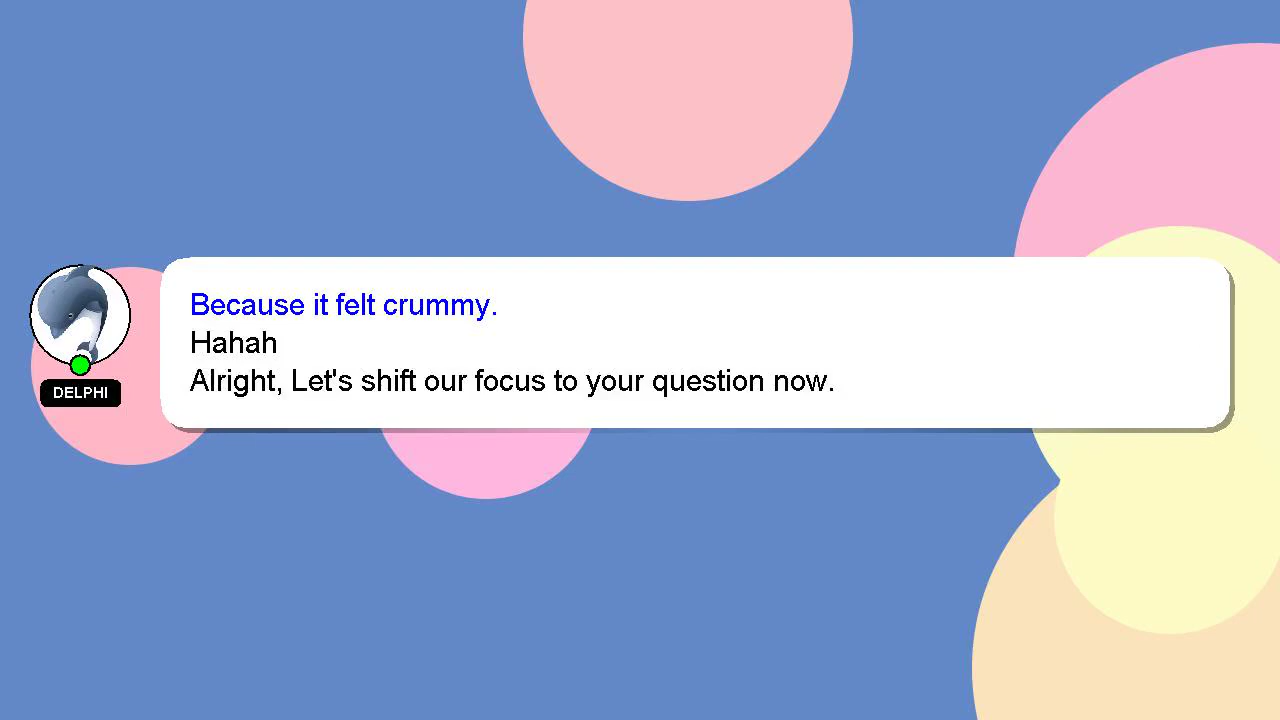 Because it felt crummy.
Hahah
Alright, Let's shift our focus to your question now.
DELPHI